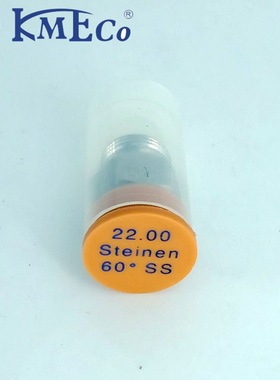 KMECO®
22.00
Steinen
60° SS